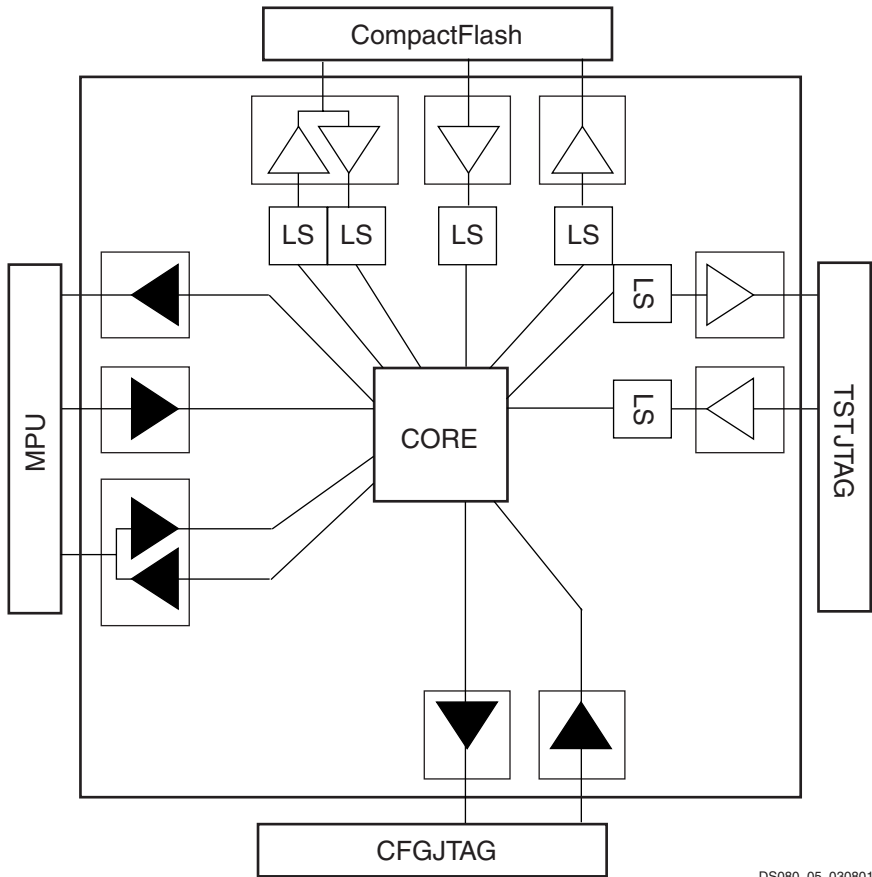 CompactFlash
LS LS LS LS
LS
MPU
LS
CORE
TSTJTAG
CFGJTAG
DS080_05_030801